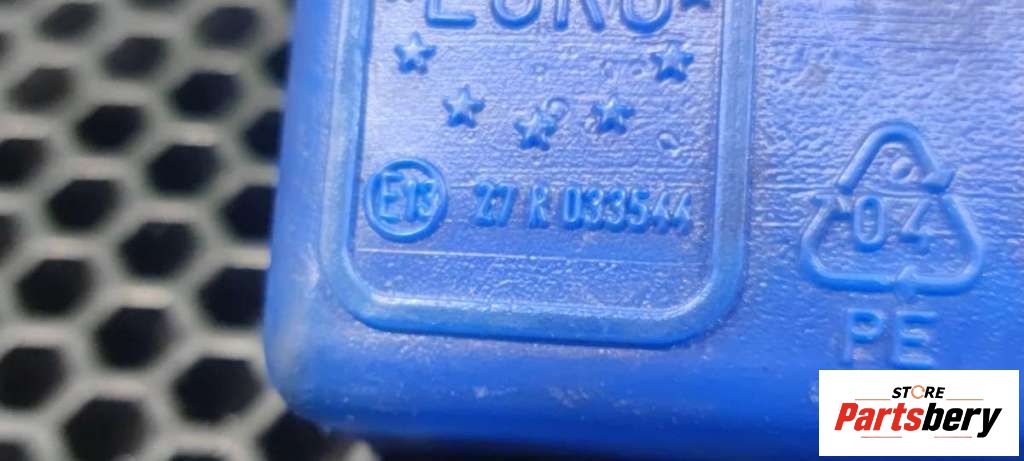 EURO
E13 27 R 033544
04
PE
STORE
Partsbery